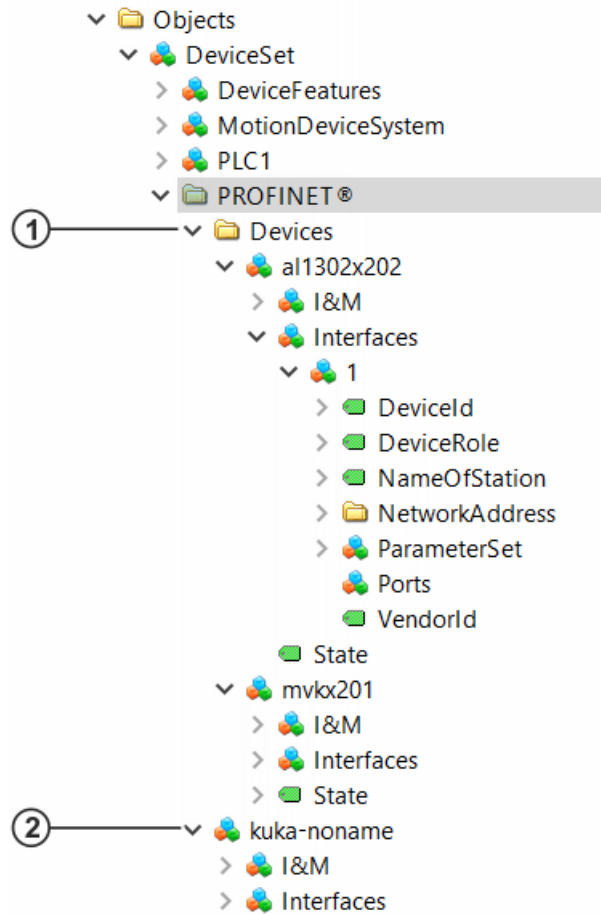 Objects
DeviceSet
DeviceFeatures
MotionDeviceSystem
PLC1
PROFINET®
1 Devices
al1302x202
I&M
Interfaces
1
DeviceId
DeviceRole
NameOfStation
NetworkAddress
ParameterSet
Ports
VendorId
State
mvkx201
I&M
Interfaces
State
2 kuka-noname
I&M
Interfaces